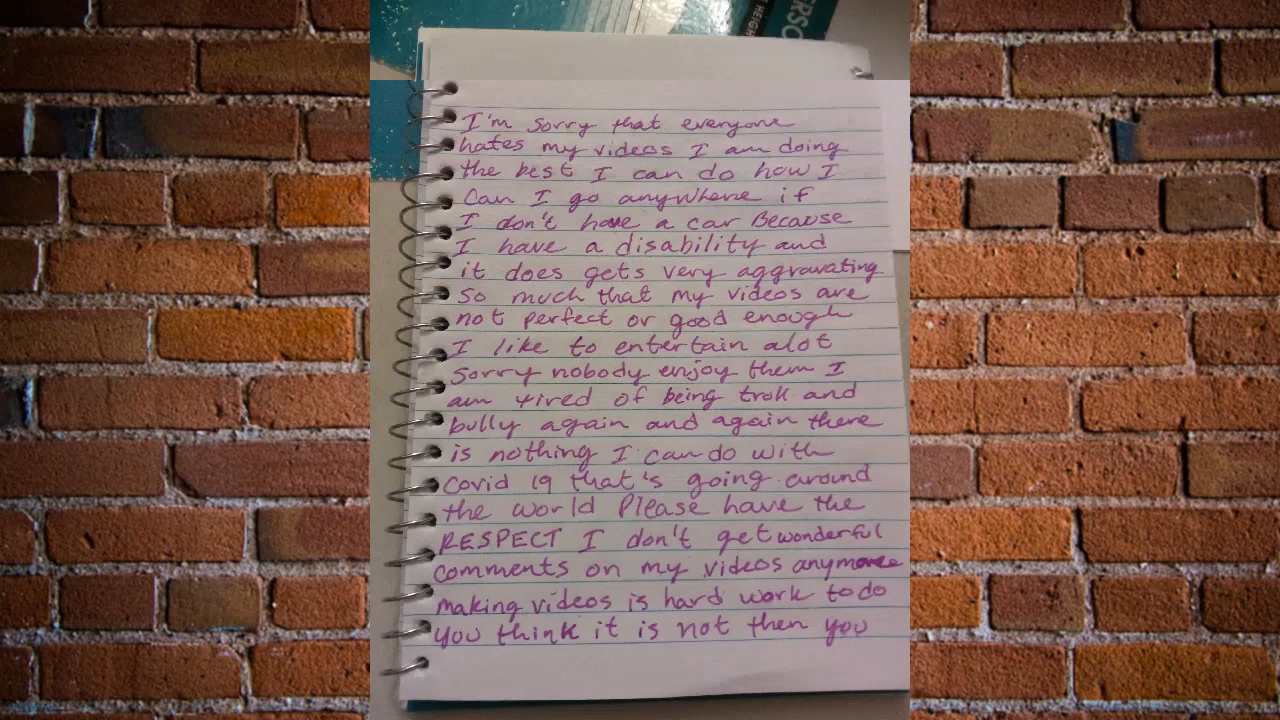 ERSO
HEIGH
I'm sorry that everyone
hates my videos I am doing
the best I can do how I
Can I go anywhere if
I don't have a car Because
I have a disability and
it does gets very aggravating
So much that my videos are
not perfect or good enough
I like to entertain alot
Sorry nobody enjoy them I
am tired of being trok and
bully again and again there
is nothing I can do with
Covid 19 that's going around
the world Please have the
RESPECT I don't get wonderful
comments on my videos anymore
making videos is hard work to do
you think it is not then you